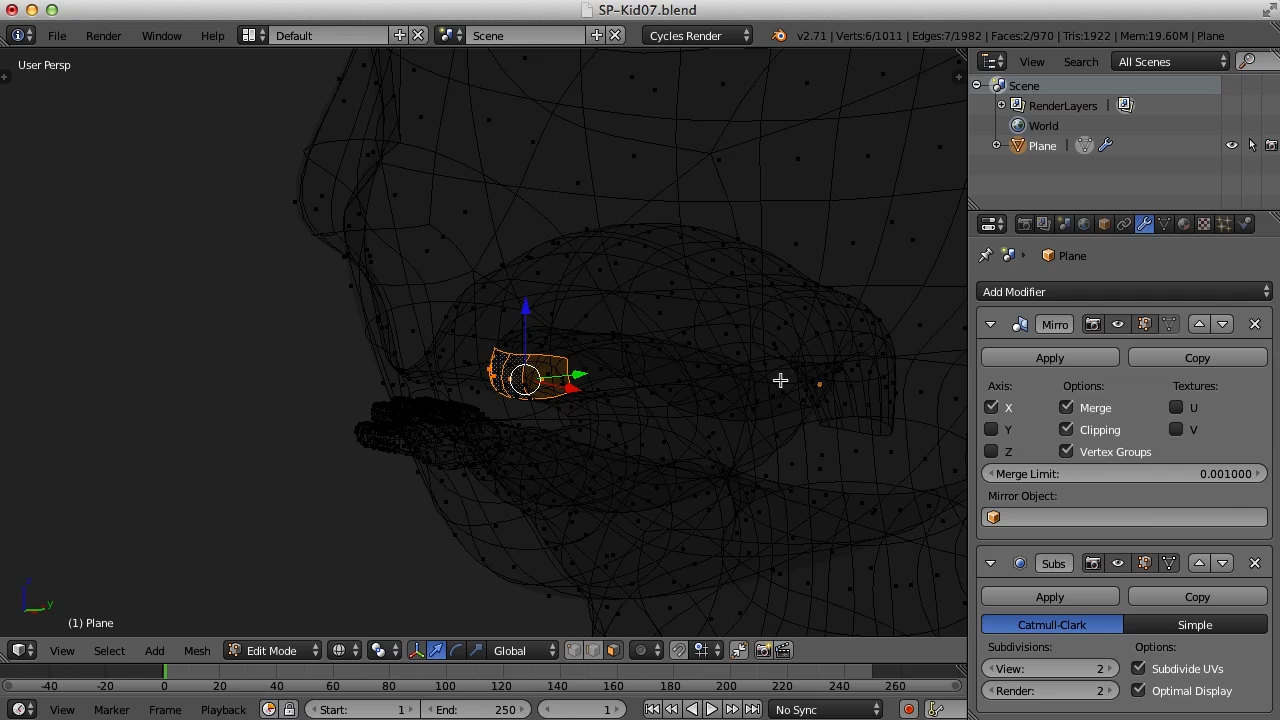 SP-Kid07.blend
File Render Window Help Default Scene Cycles Render v2.71 | Verts:6/1011 | Edges:7/1982 | Faces:2/970 | Tris:1922 | Mem:19.60M | Plane
User Persp
View Search All Scenes
Scene
RenderLayers |
World
Plane |
Plane
Add Modifier
Mirro
Apply Copy
Axis: Options: Textures:
X Merge U
Y Clipping V
Z Vertex Groups
Merge Limit: 0.001000
Mirror Object:
Subs
Apply Copy
Catmull-Clark Simple
Subdivisions: Options:
View: 2 Subdivide UVs
Render: 2 Optimal Display
z
y
(1) Plane
View Select Add Mesh Edit Mode Global
-40 -20 0 20 40 60 80 100 120 140 160 180 200 220 240 260
View Marker Frame Playback Start: 1 End: 250 1 No Sync